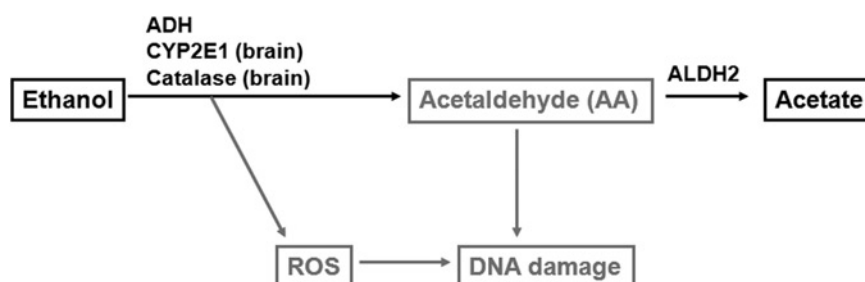 ADH
CYP2E1 (brain)
Catalase (brain)
ALDH2
Ethanol
Acetaldehyde (AA)
Acetate
ROS
DNA damage